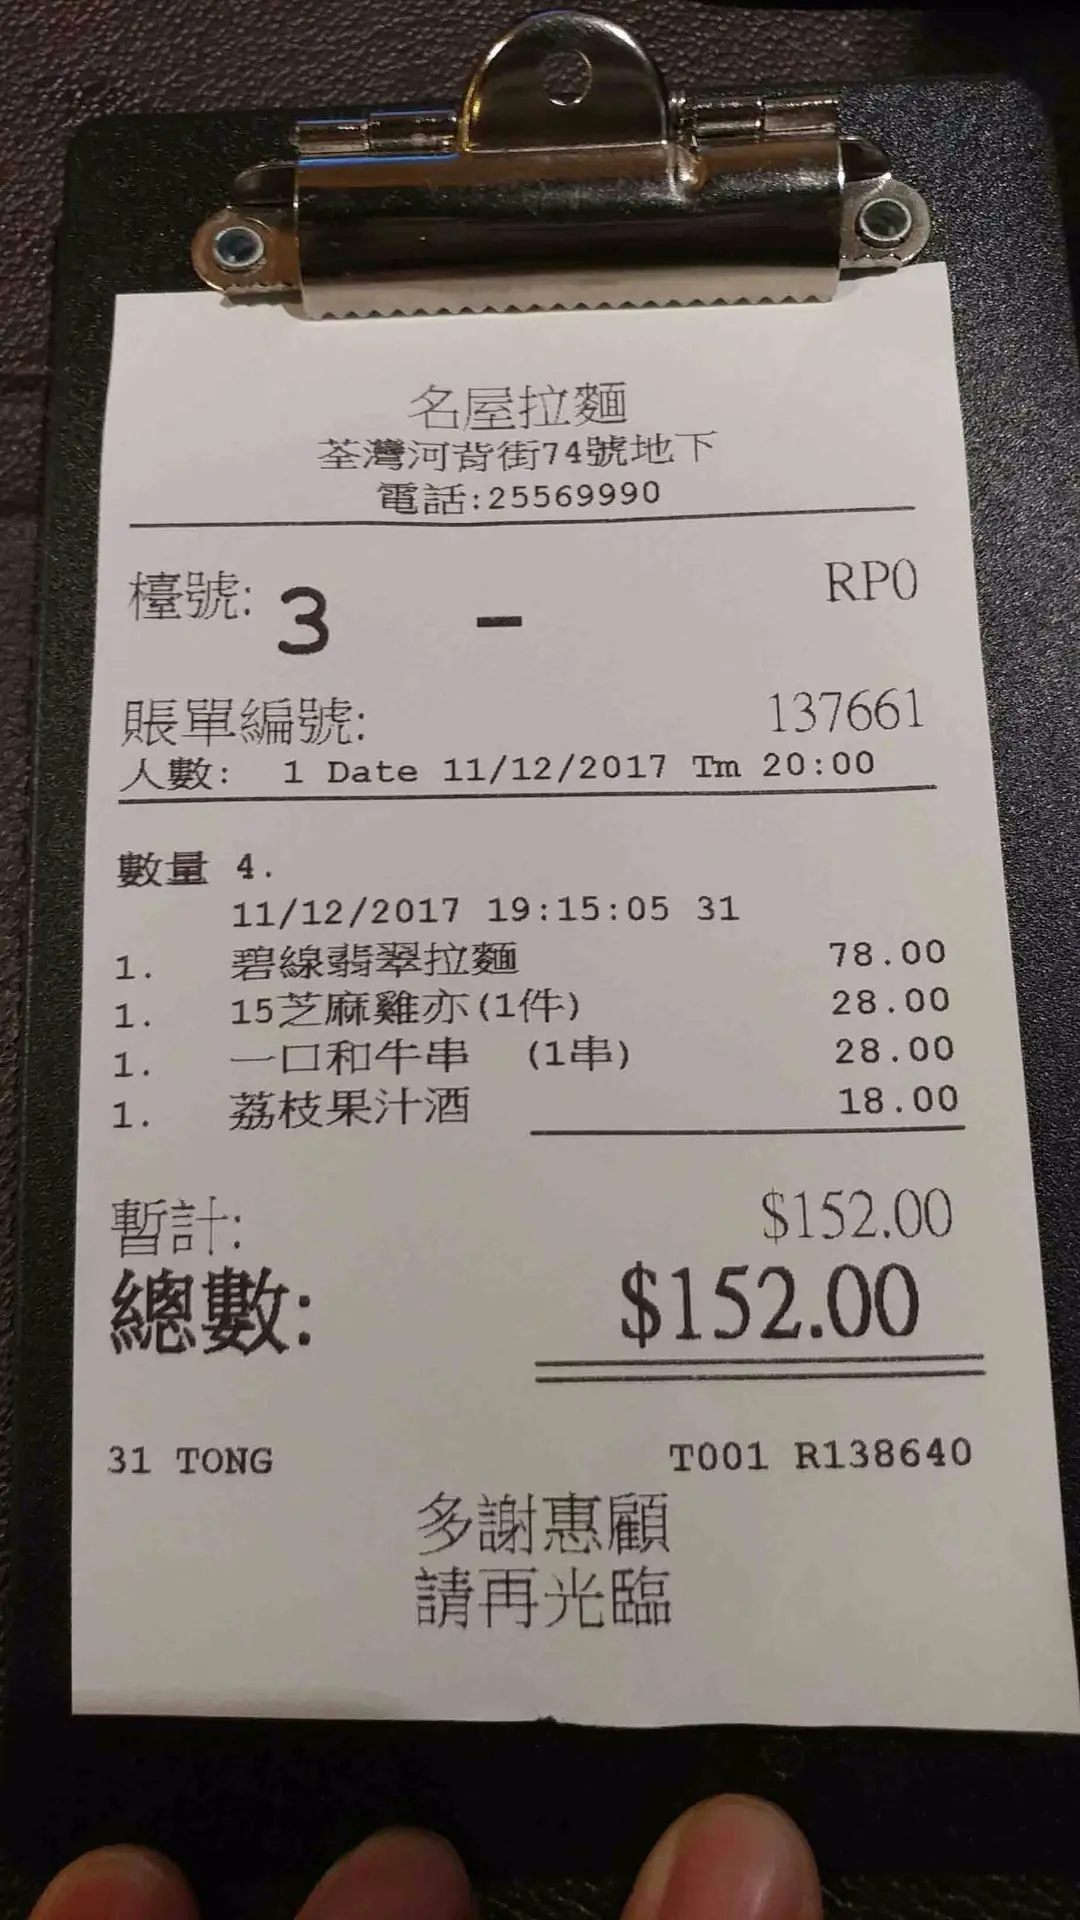 名屋拉麵
荃灣河背街74號地下
電話:25569990
檯號: 3 - RP0
賬單編號: 137661
人數: 1 Date 11/12/2017 Tm 20:00
數量 4.
11/12/2017 19:15:05 31
1. 碧綠翡翠拉麵 78.00
1. 15芝麻雞亦(1件) 28.00
1. 一口和牛串 (1串) 28.00
1. 荔枝果汁酒 18.00
暫計: $152.00
總數: $152.00
31 TONG T001 R138640
多謝惠顧
請再光臨